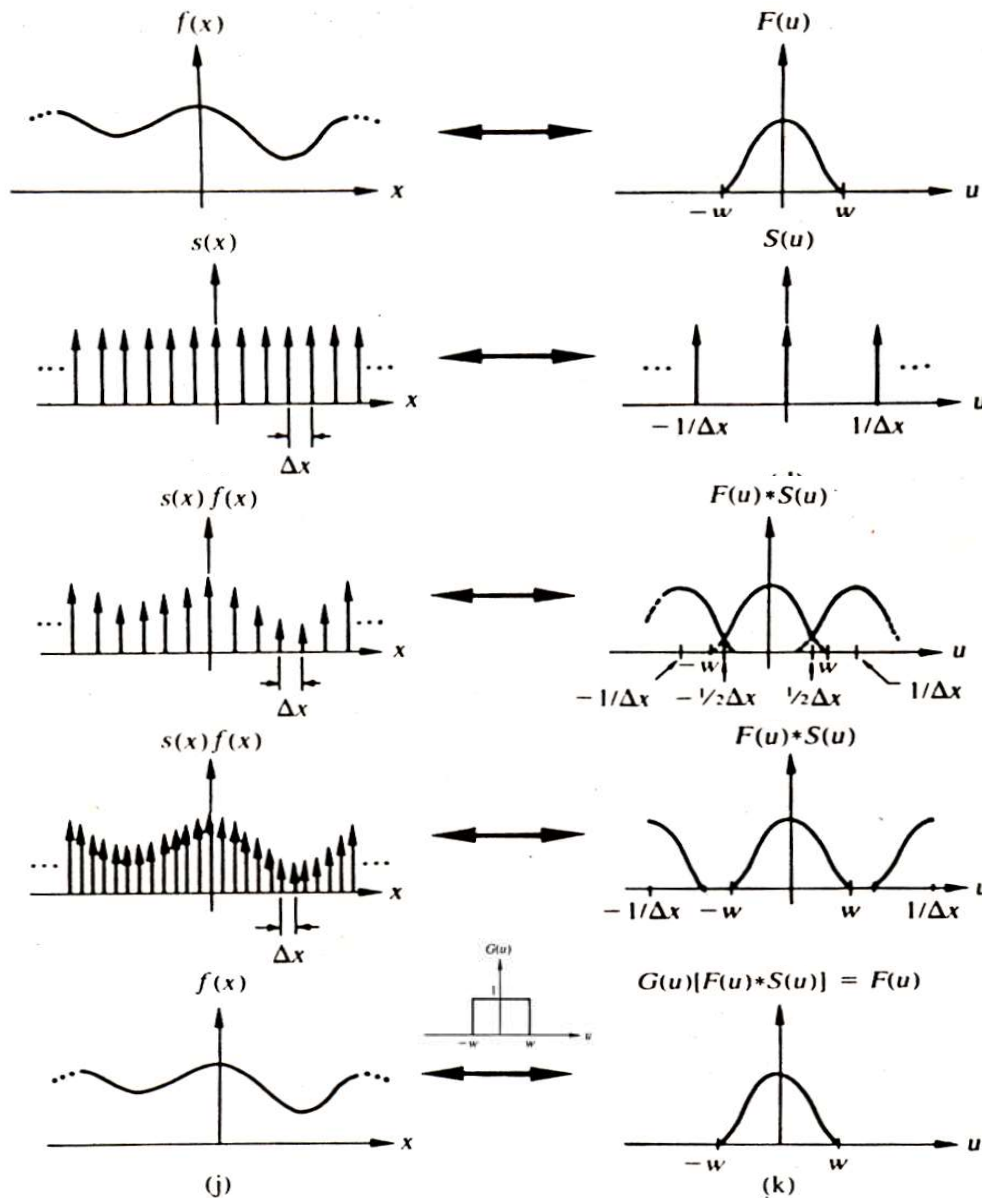 f(x) F(u)
x u
−w w
s(x) S(u)
··· ··· x ··· ··· u
Δx −1/Δx 1/Δx
s(x)f(x) F(u)*S(u)
··· ··· x u
−w w
Δx −1/Δx −½Δx ½Δx 1/Δx
s(x)f(x) F(u)*S(u)
··· ··· x u
Δx −1/Δx −w w 1/Δx
f(x) G(u) G(u)[F(u)*S(u)] = F(u)
1
−w w u
x u
−w w
(j) (k)